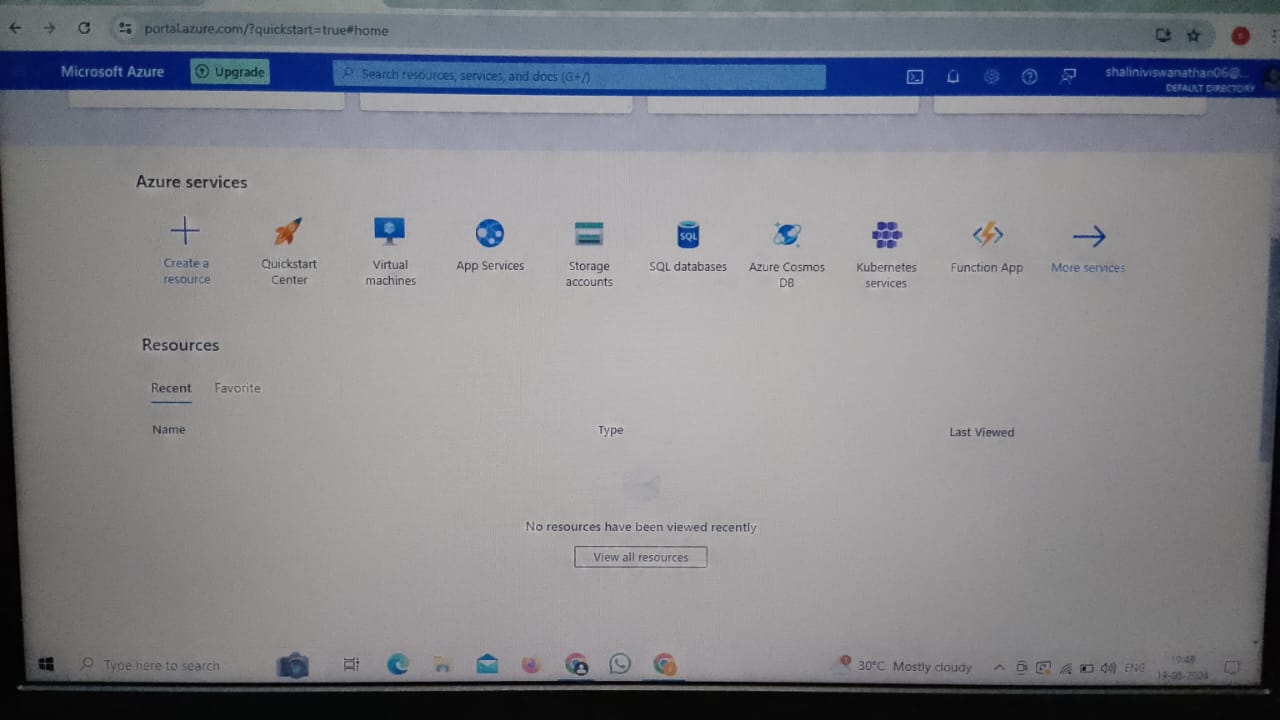 portal.azure.com/?quickstart=true#home
Microsoft Azure
Upgrade
Search resources, services, and docs (G+/)
shaliniviswanathan06@...
DEFAULT DIRECTORY
Azure services
Create a
resource
Quickstart
Center
Virtual
machines
App Services
Storage
accounts
SQL
SQL databases
Azure Cosmos
DB
Kubernetes
services
Function App
More services
Resources
Recent
Favorite
Name
Type
Last Viewed
No resources have been viewed recently
View all resources
Type here to search
30°C Mostly cloudy
ENG
19:48
19-08-2024